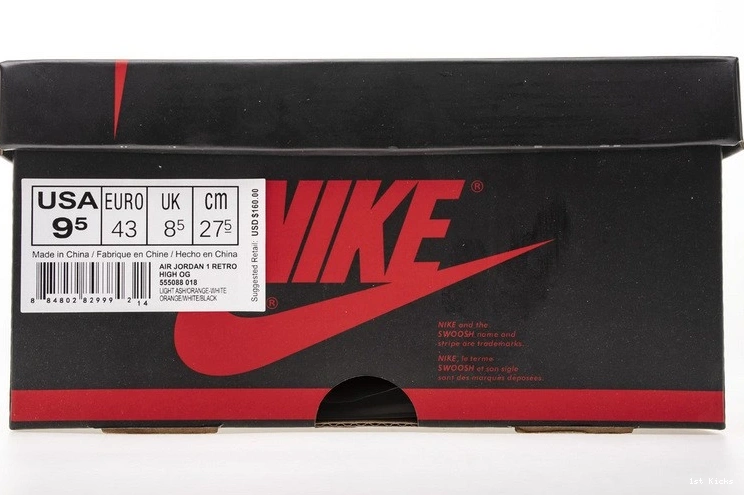 USA 9⁵
EURO 43
UK 8⁵
cm 27⁵
Made in China / Fabrique en Chine / Hecho en China
AIR JORDAN 1 RETRO
HIGH OG
555088 018
LIGHT ASH/ORANGE-WHITE
ORANGE/WHITE/BLACK
8 84802 82999 2 14
Suggested Retail: USD $160.00
NIKE®
®
NIKE and the
SWOOSH name and
stripe are trademarks.
NIKE, le terme
SWOOSH et son sigle
sont des marques déposées.
1st Kicks